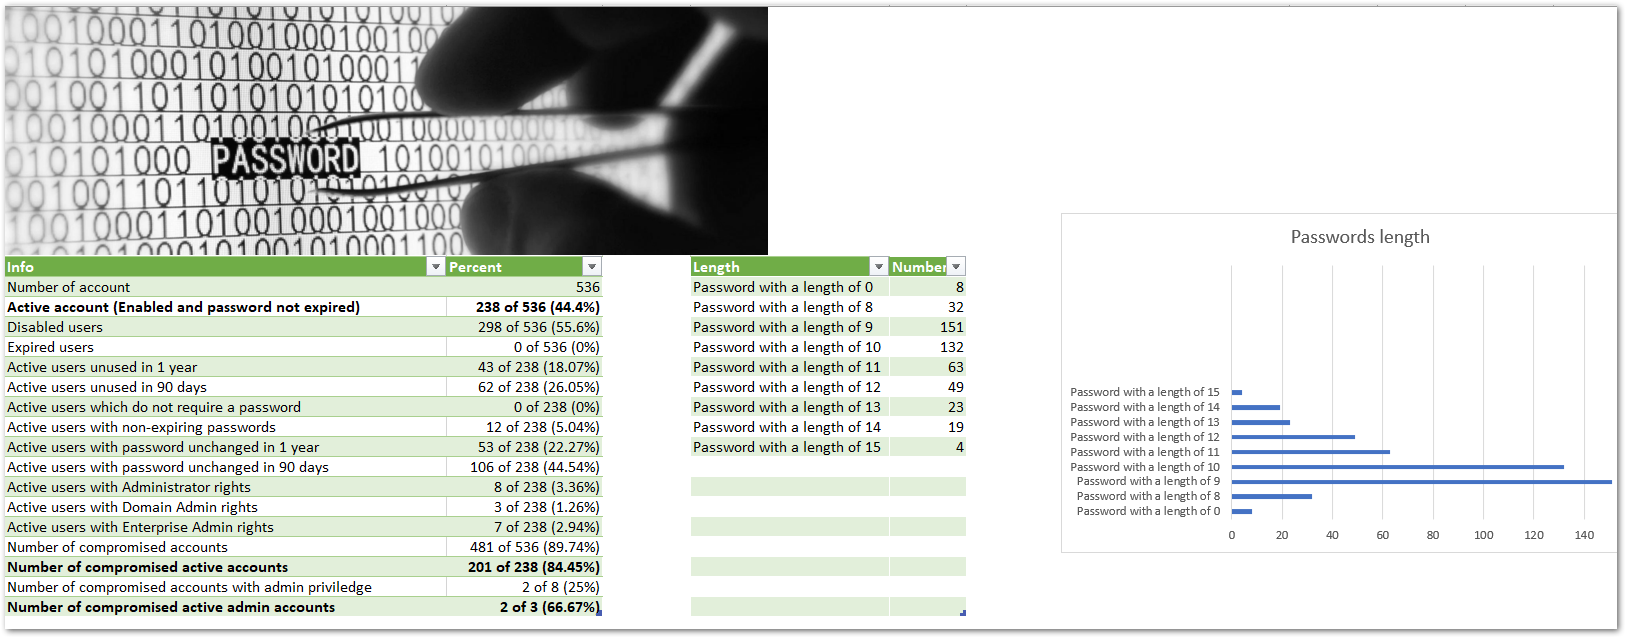 PASSWORD
Info Percent
Number of account 536
Active account (Enabled and password not expired) 238 of 536 (44.4%)
Disabled users 298 of 536 (55.6%)
Expired users 0 of 536 (0%)
Active users unused in 1 year 43 of 238 (18.07%)
Active users unused in 90 days 62 of 238 (26.05%)
Active users which do not require a password 0 of 238 (0%)
Active users with non-expiring passwords 12 of 238 (5.04%)
Active users with password unchanged in 1 year 53 of 238 (22.27%)
Active users with password unchanged in 90 days 106 of 238 (44.54%)
Active users with Administrator rights 8 of 238 (3.36%)
Active users with Domain Admin rights 3 of 238 (1.26%)
Active users with Enterprise Admin rights 7 of 238 (2.94%)
Number of compromised accounts 481 of 536 (89.74%)
Number of compromised active accounts 201 of 238 (84.45%)
Number of compromised accounts with admin priviledge 2 of 8 (25%)
Number of compromised active admin accounts 2 of 3 (66.67%)
Length Number
Password with a length of 0 8
Password with a length of 8 32
Password with a length of 9 151
Password with a length of 10 132
Password with a length of 11 63
Password with a length of 12 49
Password with a length of 13 23
Password with a length of 14 19
Password with a length of 15 4
Passwords length
Password with a length of 15
Password with a length of 14
Password with a length of 13
Password with a length of 12
Password with a length of 11
Password with a length of 10
Password with a length of 9
Password with a length of 8
Password with a length of 0
0 20 40 60 80 100 120 140